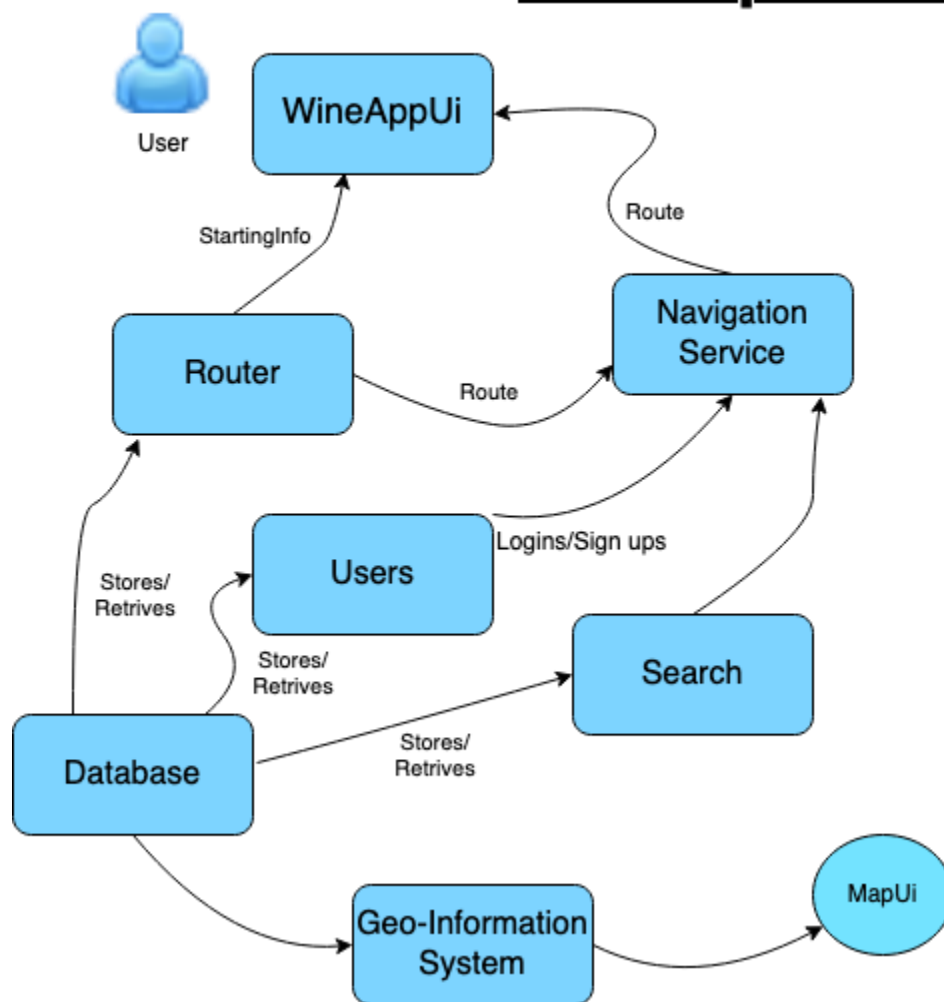 User
WineAppUi
StartingInfo
Route
Navigation
Service
Router
Route
Logins/Sign ups
Users
Stores/
Retrives
Stores/
Retrives
Search
Stores/
Retrives
Database
Geo-Information
System
MapUi